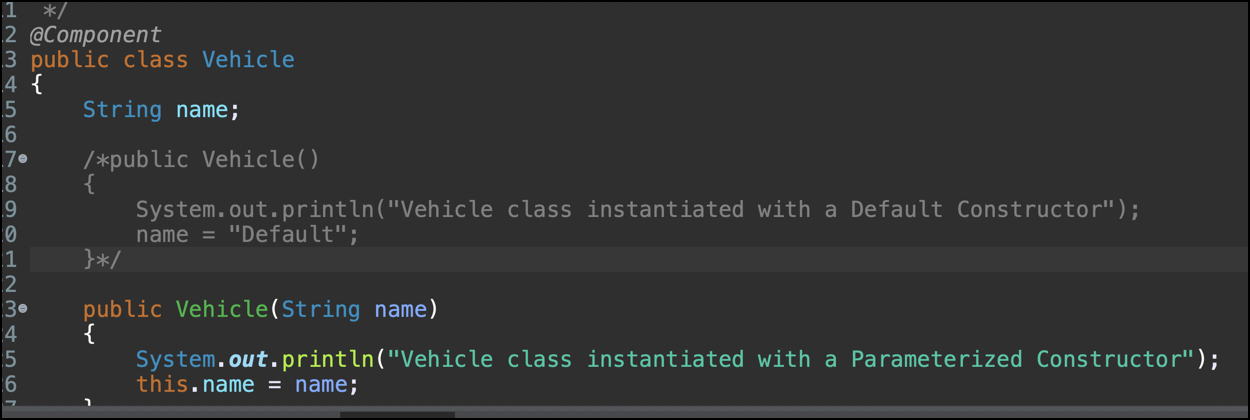 .1 */
.2 @Component
.3 public class Vehicle
.4 {
.5 String name;
.6
.7 /*public Vehicle()
.8 {
.9 System.out.println("Vehicle class instantiated with a Default Constructor");
.0 name = "Default";
.1 }*/
.2
.3 public Vehicle(String name)
.4 {
.5 System.out.println("Vehicle class instantiated with a Parameterized Constructor");
.6 this.name = name;
}